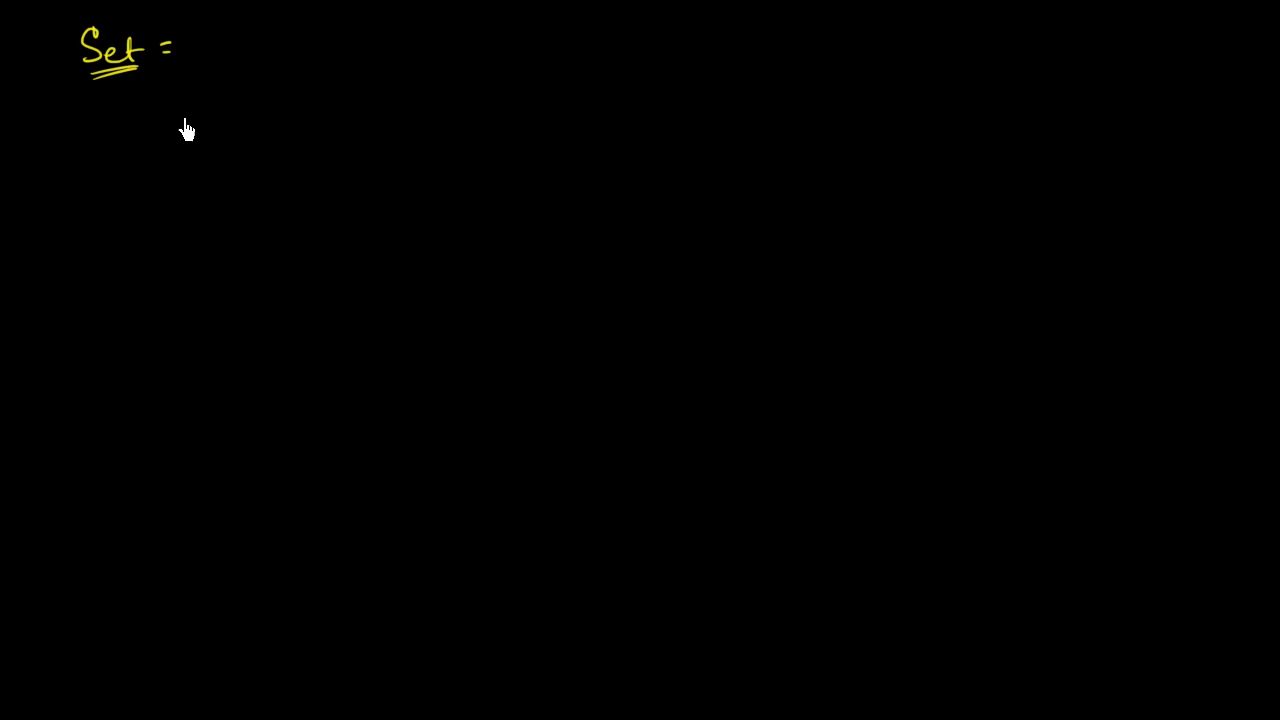 Set =